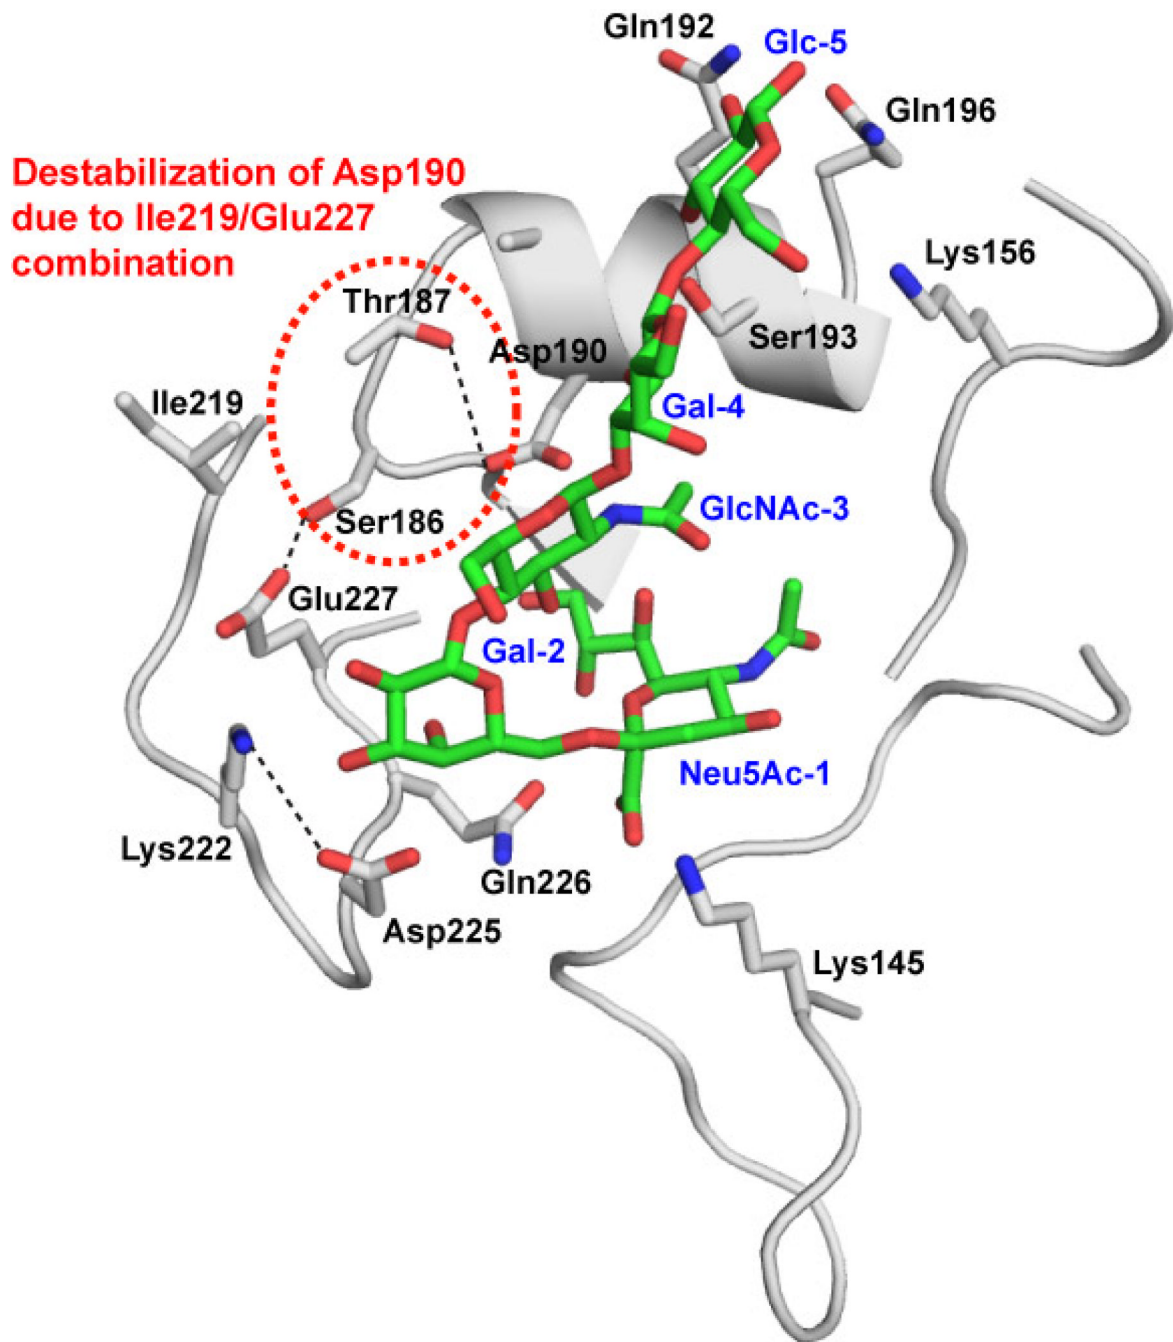 Gln192
Glc-5
Gln196
Destabilization of Asp190
due to Ile219/Glu227
combination
Lys156
Thr187
Ser193
Asp190
Ile219
Gal-4
GlcNAc-3
Ser186
Glu227
Gal-2
Neu5Ac-1
Lys222
Gln226
Asp225
Lys145